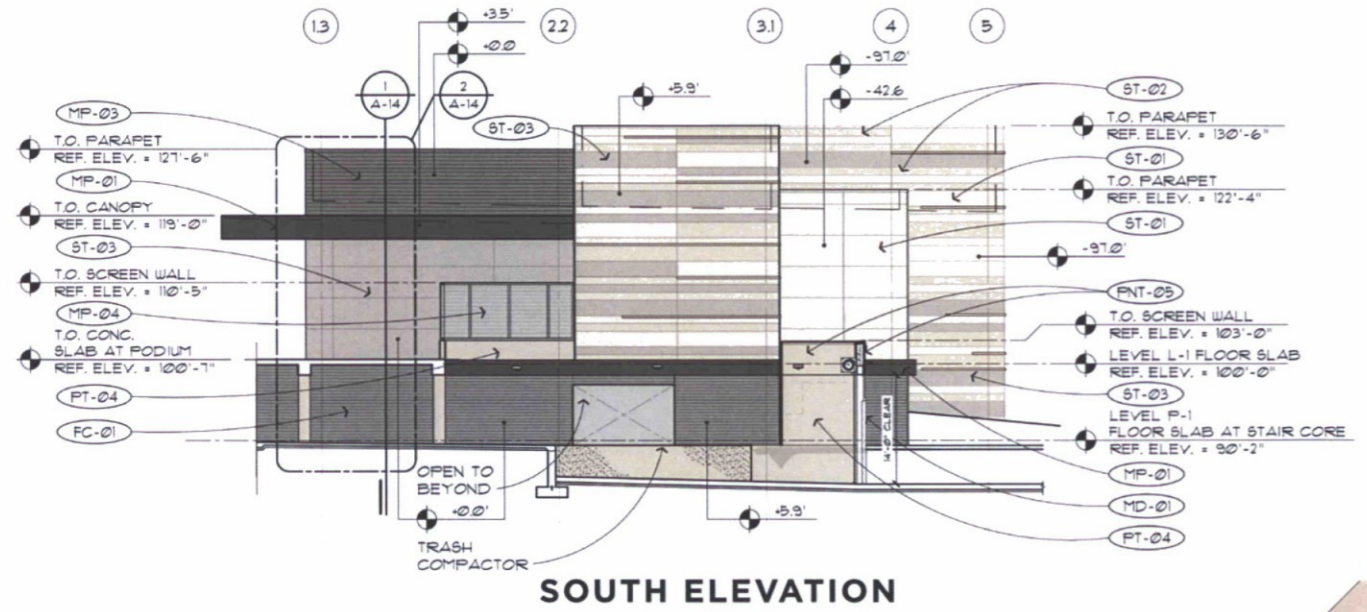 1.3
2.2
3.1
4
5
+3.5'
+0.0
1
A-14
2
A-14
-97.0'
-42.6
+5.9'
MP-03
T.O. PARAPET
REF. ELEV. = 127'-6"
MP-01
T.O. CANOPY
REF. ELEV. = 119'-0"
ST-03
T.O. SCREEN WALL
REF. ELEV. = 110'-5"
MP-04
T.O. CONC.
SLAB AT PODIUM
REF. ELEV. = 100'-7"
PT-04
FC-01
ST-03
ST-02
T.O. PARAPET
REF. ELEV. = 130'-6"
ST-01
T.O. PARAPET
REF. ELEV. = 122'-4"
ST-01
-97.0'
PNT-05
T.O. SCREEN WALL
REF. ELEV. = 103'-0"
LEVEL L-1 FLOOR SLAB
REF. ELEV. = 100'-0"
ST-03
LEVEL P-1
FLOOR SLAB AT STAIR CORE
REF. ELEV. = 90'-2"
MP-01
MD-01
PT-04
14'-0" CLEAR
OPEN TO
BEYOND
+0.0'
+5.9'
TRASH
COMPACTOR
SOUTH ELEVATION